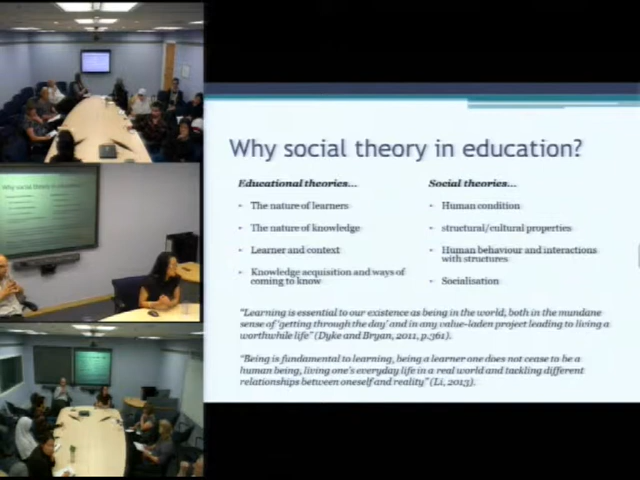 Why social theory in education?
Educational theories...
The nature of learners
The nature of knowledge
Learner and context
Knowledge acquisition and ways of
coming to know
Social theories...
Human condition
structural/cultural properties
Human behaviour and interactions
with structures
Socialisation
"Learning is essential to our existence as being in the world, both in the mundane
sense of 'getting through the day' and in any value-laden project leading to living a
worthwhile life" (Dyke and Bryan, 2011, p.361).
"Being is fundamental to learning, being a learner one does not cease to be a
human being, living one's everyday life in a real world and tackling different
relationships between oneself and reality" (Li, 2013).